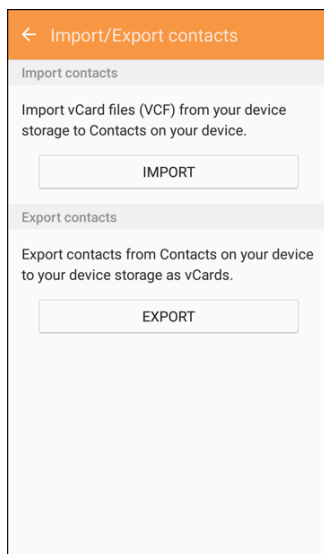 Import/Export contacts
Import contacts
Import vCard files (VCF) from your device
storage to Contacts on your device.
IMPORT
Export contacts
Export contacts from Contacts on your device
to your device storage as vCards.
EXPORT